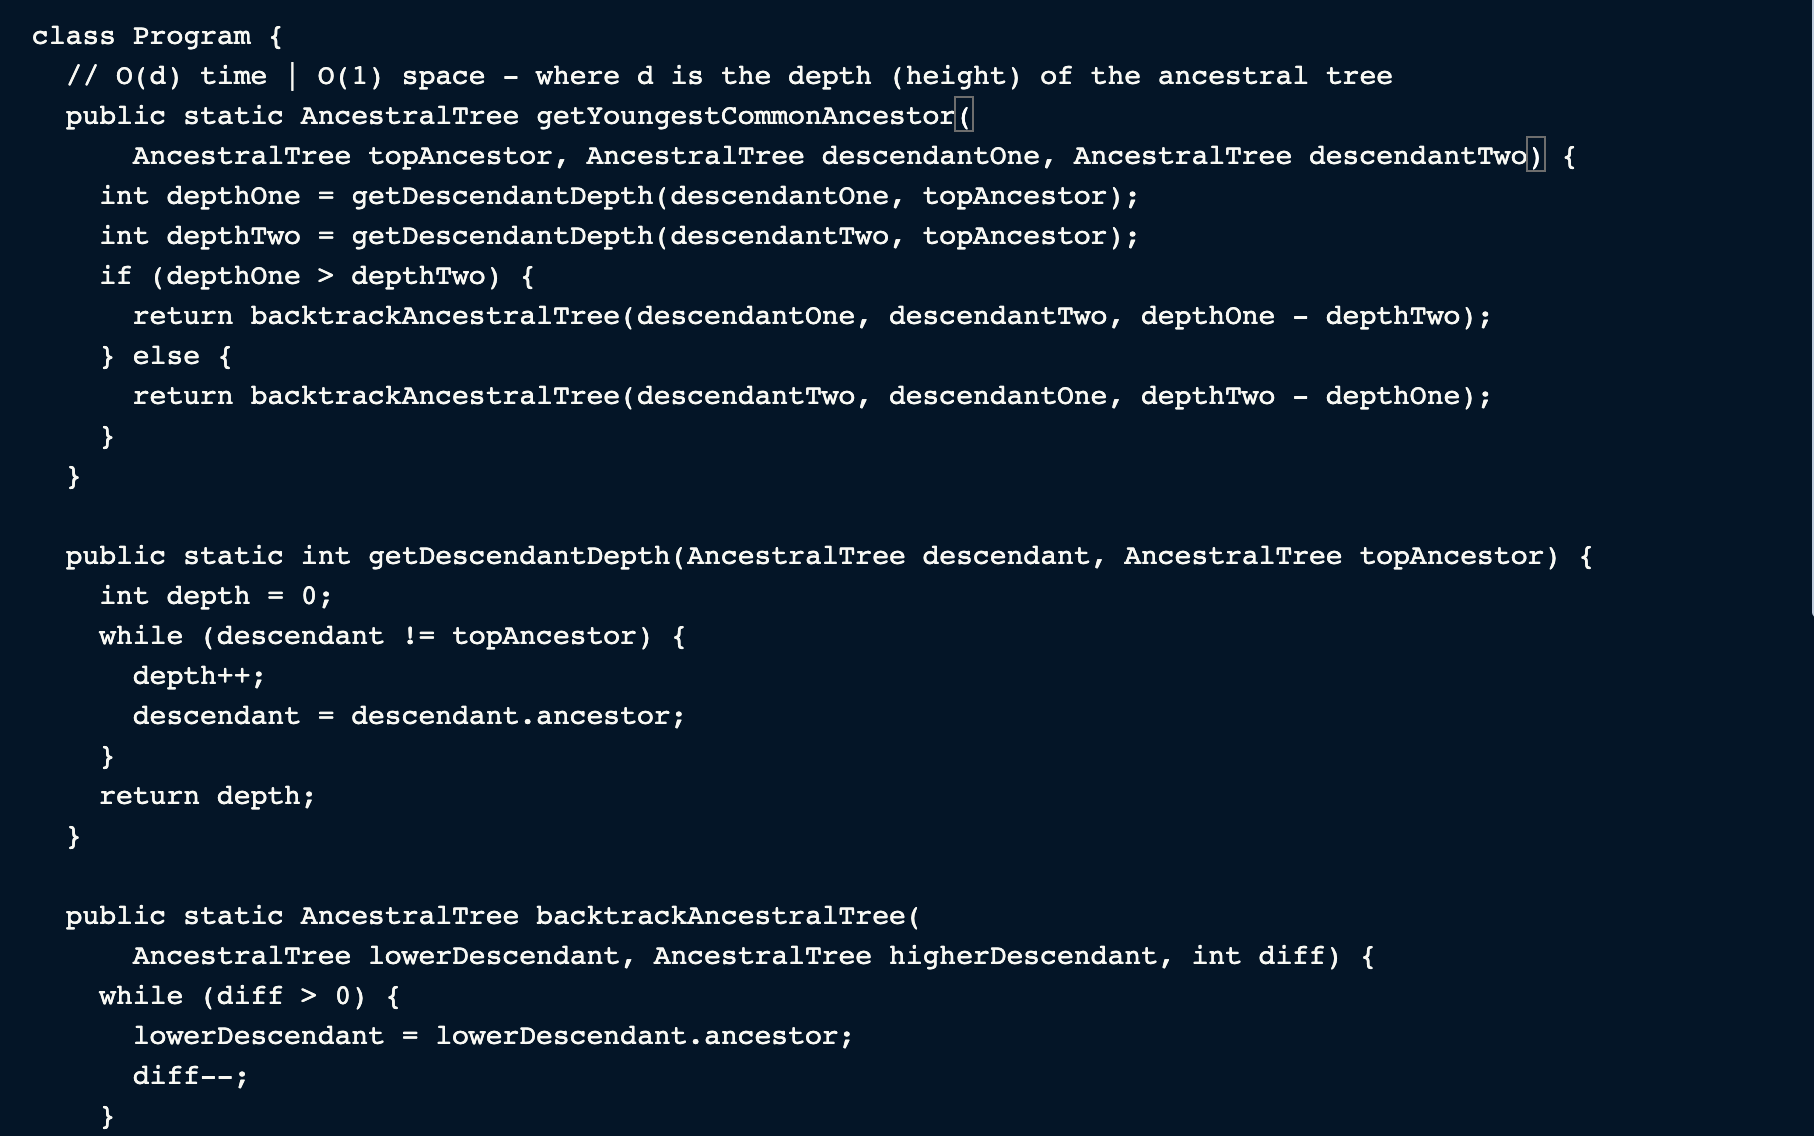 class Program {
// O(d) time | O(1) space - where d is the depth (height) of the ancestral tree
public static AncestralTree getYoungestCommonAncestor(
AncestralTree topAncestor, AncestralTree descendantOne, AncestralTree descendantTwo) {
int depthOne = getDescendantDepth(descendantOne, topAncestor);
int depthTwo = getDescendantDepth(descendantTwo, topAncestor);
if (depthOne > depthTwo) {
return backtrackAncestralTree(descendantOne, descendantTwo, depthOne - depthTwo);
} else {
return backtrackAncestralTree(descendantTwo, descendantOne, depthTwo - depthOne);
}
}
public static int getDescendantDepth(AncestralTree descendant, AncestralTree topAncestor) {
int depth = 0;
while (descendant != topAncestor) {
depth++;
descendant = descendant.ancestor;
}
return depth;
}
public static AncestralTree backtrackAncestralTree(
AncestralTree lowerDescendant, AncestralTree higherDescendant, int diff) {
while (diff > 0) {
lowerDescendant = lowerDescendant.ancestor;
diff--;
}